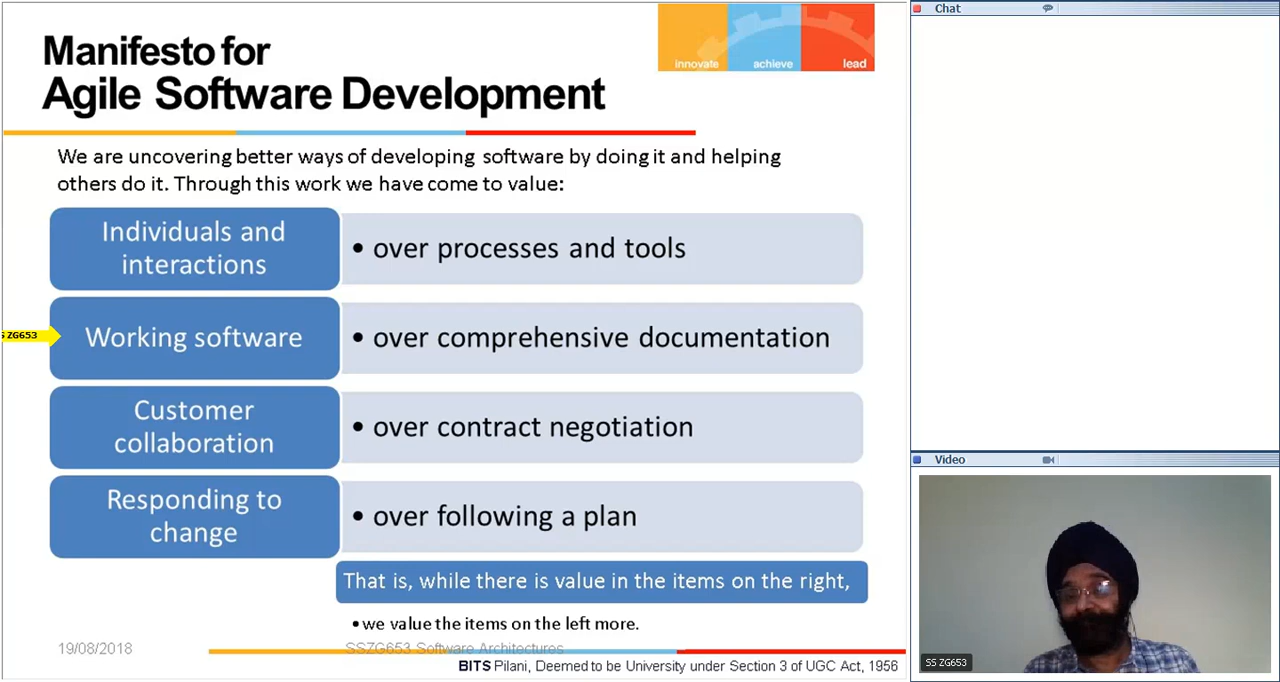 Manifesto for
Agile Software Development
innovate achieve lead
We are uncovering better ways of developing software by doing it and helping
others do it. Through this work we have come to value:
Individuals and
interactions
• over processes and tools
ZG653
Working software
• over comprehensive documentation
Customer
collaboration
• over contract negotiation
Responding to
change
• over following a plan
That is, while there is value in the items on the right,
• we value the items on the left more.
19/08/2018
SSZG653 Software Architectures
BITS Pilani, Deemed to be University under Section 3 of UGC Act, 1956
Chat
Video
SS ZG653